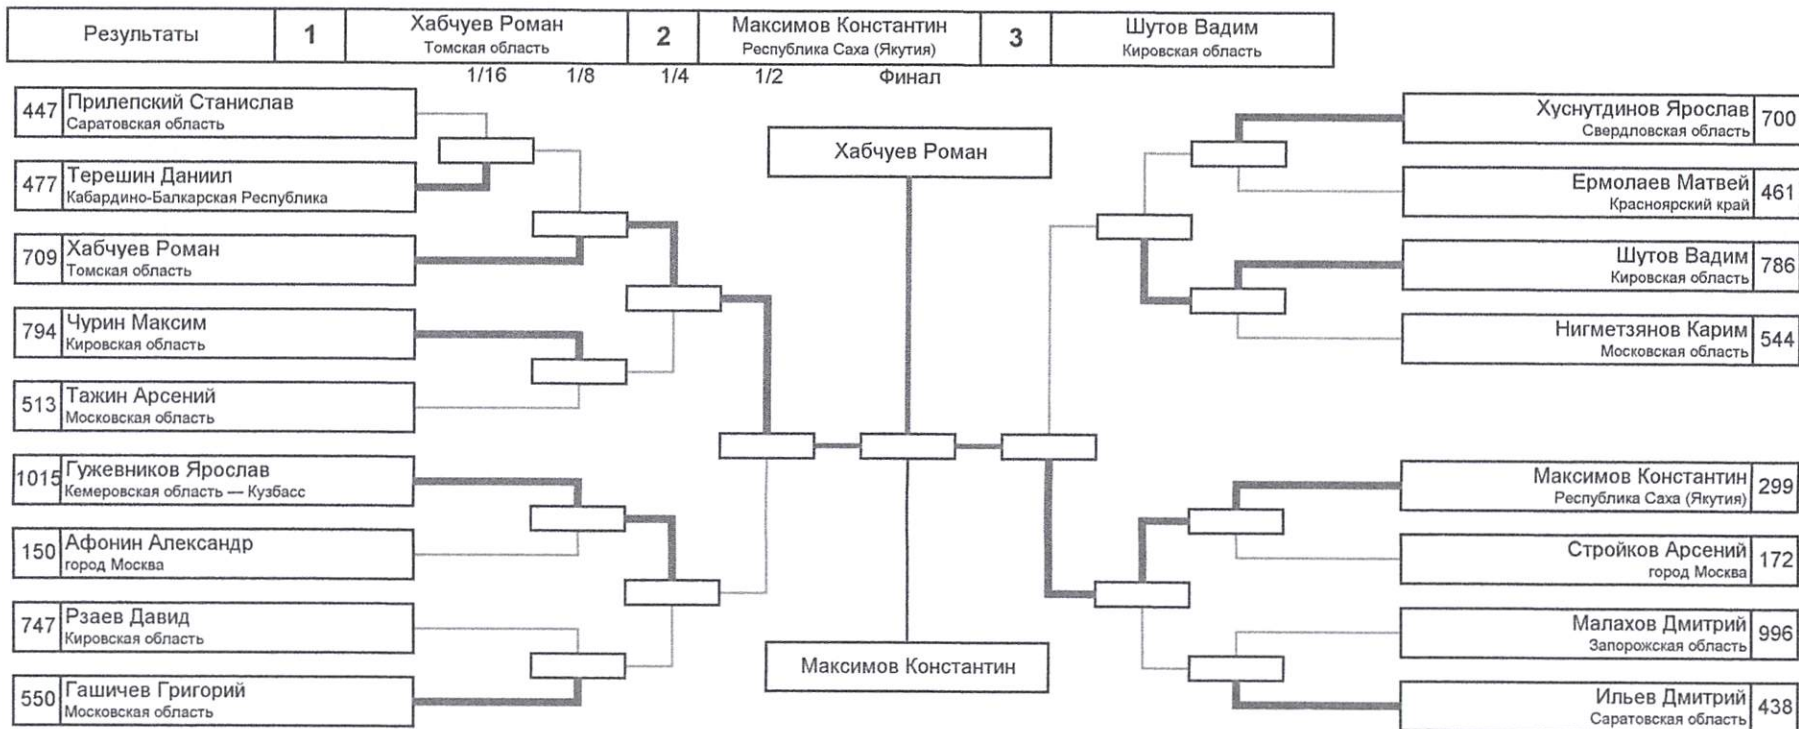 Результаты 1 Хабчуев Роман 2 Максимов Константин 3 Шутов Вадим
Томская область Республика Саха (Якутия) Кировская область
1/16 1/8 1/4 1/2 Финал
447 Прилепский Станислав
Саратовская область
477 Терешин Даниил
Кабардино-Балкарская Республика
709 Хабчуев Роман
Томская область
794 Чурин Максим
Кировская область
513 Тажин Арсений
Московская область
1015 Гужевников Ярослав
Кемеровская область — Кузбасс
150 Афонин Александр
город Москва
747 Рзаев Давид
Кировская область
550 Гашичев Григорий
Московская область
Хабчуев Роман
Максимов Константин
Хуснутдинов Ярослав 700
Свердловская область
Ермолаев Матвей 461
Красноярский край
Шутов Вадим 786
Кировская область
Нигметзянов Карим 544
Московская область
Максимов Константин 299
Республика Саха (Якутия)
Стройков Арсений 172
город Москва
Малахов Дмитрий 996
Запорожская область
Ильев Дмитрий 438
Саратовская область